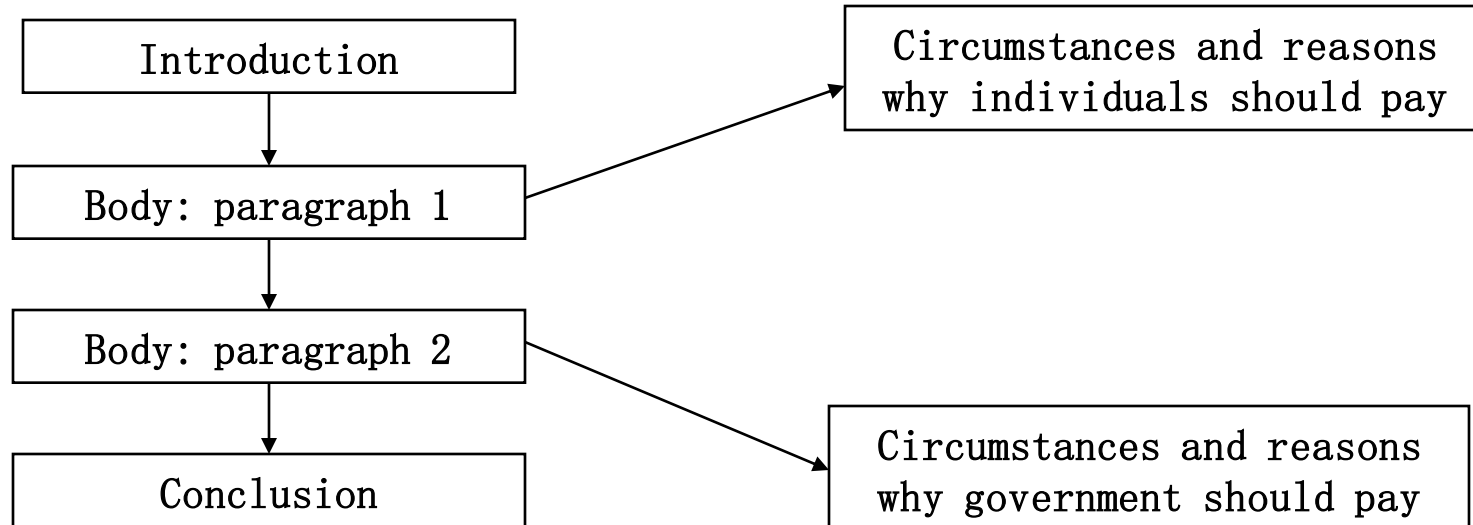 Introduction
Circumstances and reasons
why individuals should pay
Body: paragraph 1
Body: paragraph 2
Circumstances and reasons
why government should pay
Conclusion